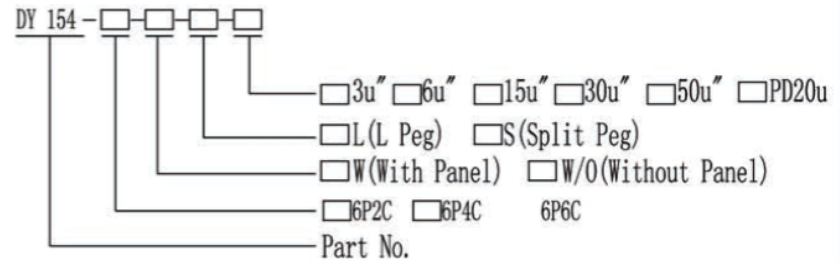 DY 154-□-□-□-□
□3u" □6u" □15u" □30u" □50u" □PD20u
□L(L Peg) □S(Split Peg)
□W(With Panel) □W/O(Without Panel)
□6P2C □6P4C 6P6C
Part No.